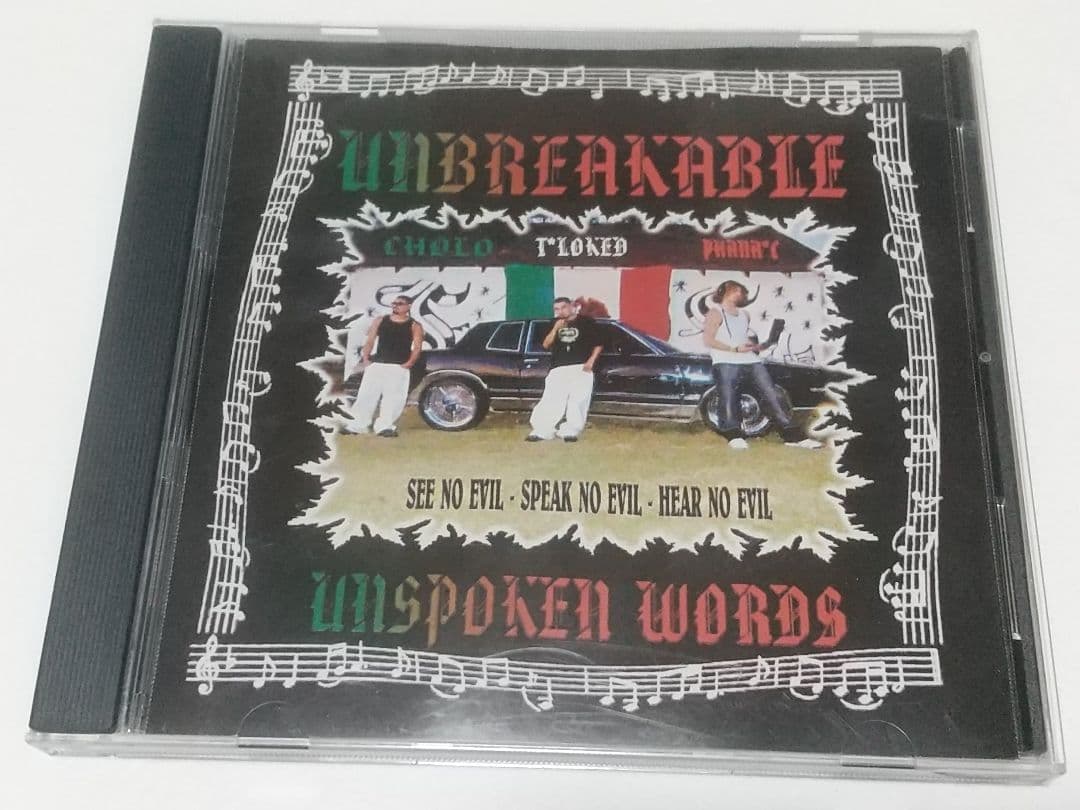 UNBREAKABLE
CHOLO T*LOKED PHANA*C
SEE NO EVIL - SPEAK NO EVIL - HEAR NO EVIL
UNSPOKEN WORDS